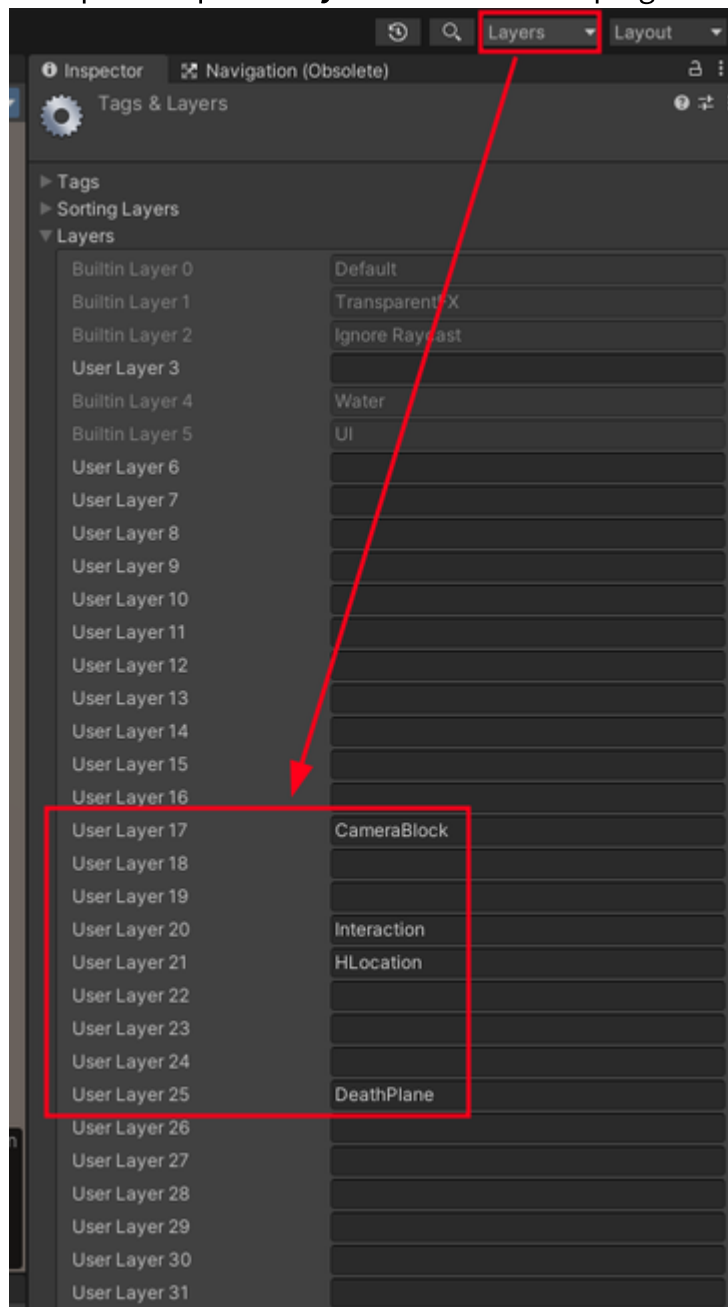 Layers Layout
Inspector Navigation (Obsolete)
Tags & Layers
Tags
Sorting Layers
Layers
Builtin Layer 0 Default
Builtin Layer 1 TransparentFX
Builtin Layer 2 Ignore Raycast
User Layer 3
Builtin Layer 4 Water
Builtin Layer 5 UI
User Layer 6
User Layer 7
User Layer 8
User Layer 9
User Layer 10
User Layer 11
User Layer 12
User Layer 13
User Layer 14
User Layer 15
User Layer 16
User Layer 17 CameraBlock
User Layer 18
User Layer 19
User Layer 20 Interaction
User Layer 21 HLocation
User Layer 22
User Layer 23
User Layer 24
User Layer 25 DeathPlane
User Layer 26
User Layer 27
User Layer 28
User Layer 29
User Layer 30
User Layer 31